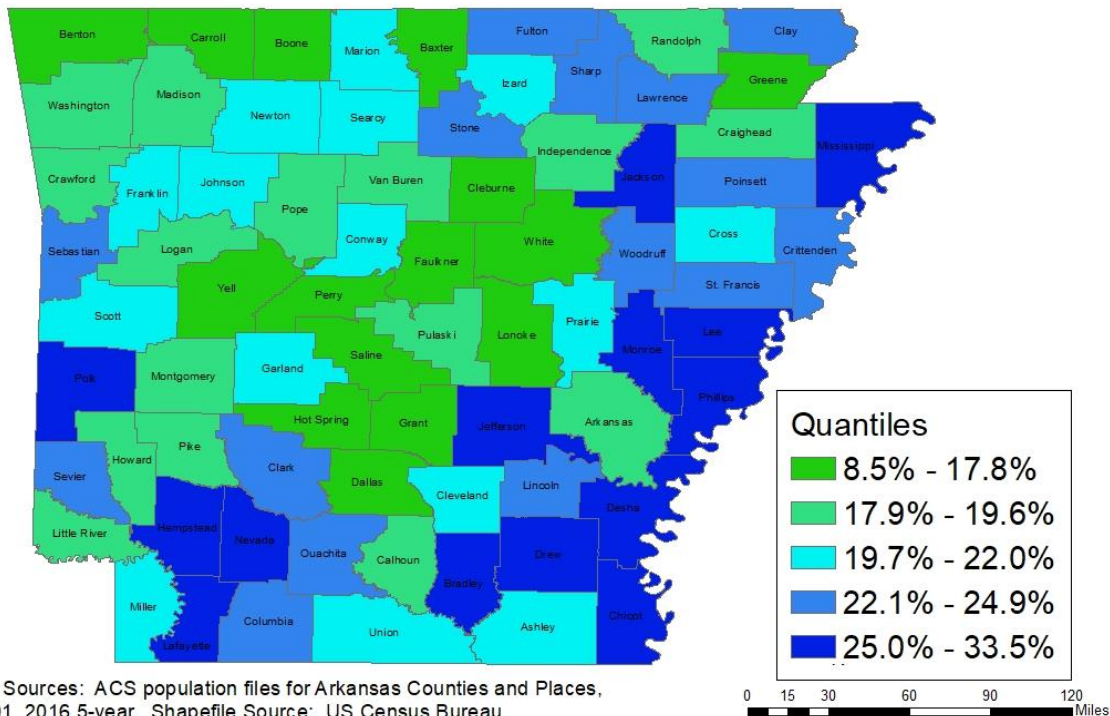 Benton
Carroll
Boone
Marion
Baxter
Fulton
Randolph
Clay
Sharp
Izard
Greene
Washington
Madison
Newton
Searcy
Stone
Lawrence
Independence
Craighead
Mississippi
Crawford
Franklin
Johnson
Pope
Van Buren
Cleburne
Jackson
Poinsett
Sebastian
Logan
Conway
Faulkner
White
Woodruff
Cross
Crittenden
Scott
Yell
Perry
St. Francis
Saline
Pulaski
Lonoke
Prairie
Monroe
Lee
Polk
Montgomery
Garland
Phillips
Hot Spring
Grant
Jefferson
Arkansas
Howard
Pike
Sevier
Clark
Dallas
Cleveland
Lincoln
Desha
Little River
Hempstead
Nevada
Ouachita
Calhoun
Bradley
Drew
Miller
Lafayette
Columbia
Union
Ashley
Chicot
Quantiles
8.5% - 17.8%
17.9% - 19.6%
19.7% - 22.0%
22.1% - 24.9%
25.0% - 33.5%
Sources: ACS population files for Arkansas Counties and Places,
2016 5-year. Shapefile Source: US Census Bureau
0 15 30 60 90 120
Miles